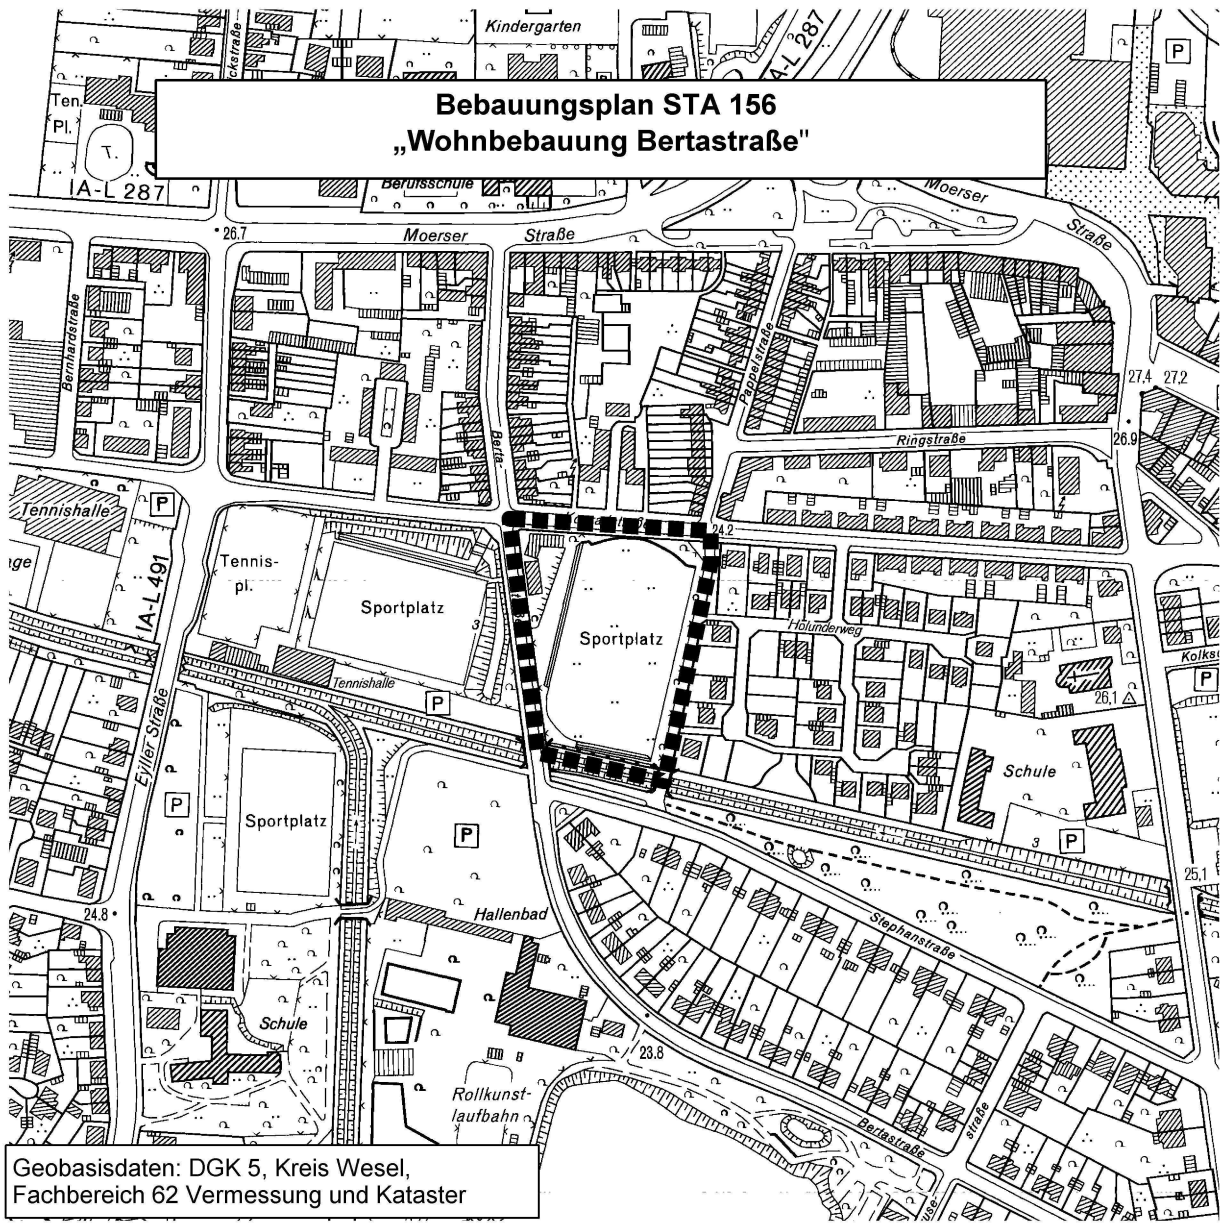 Kindergarten
P
IA-L 287
Ten.
Pl.
T.
Bebauungsplan STA 156
„Wohnbebauung Bertastraße"
IA-L 287
Berufsschule
Moerser
Straße
26.7
Moerser
Straße
Bernhardstraße
Pappelstraße
27,4
27,2
Berta-
Ringstraße
26.9
Tennishalle
P
24.2
Tennis-
pl.
Sportplatz
Sportplatz
IA-L 491
3
Holunderweg
Tennishalle
P
26,1
P
Eyller Straße
Schule
P
Sportplatz
P
3
P
25,1
24.8
Hallenbad
Stephanstraße
Schule
23.8
Rollkunst-
laufbahn
Bertastraße
straße
Geobasisdaten: DGK 5, Kreis Wesel,
Fachbereich 62 Vermessung und Kataster